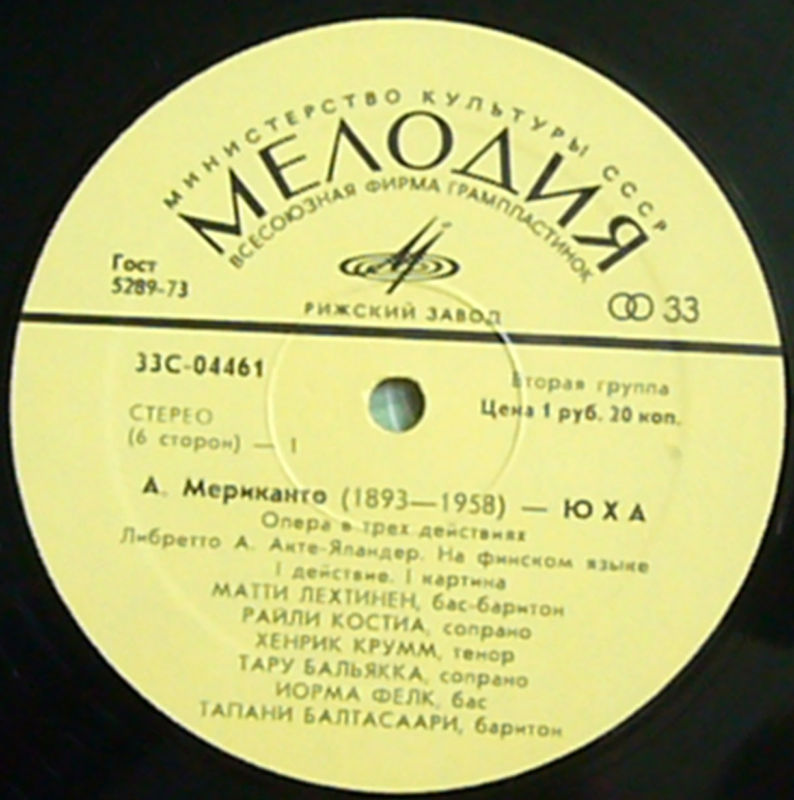 МИНИСТЕРСТВО КУЛЬТУРЫ СССР
МЕЛОДИЯ
ВСЕСОЮЗНАЯ ФИРМА ГРАМПЛАСТИНОК
Гост
5289-73
РИЖСКИЙ ЗАВОД
33
33С-04461
Вторая группа
СТЕРЕО
Цена 1 руб. 20 коп.
(6 сторон) — I
А. Мериканто (1893—1958) — ЮХА
Опера в трех действиях
Либретто А. Акте-Яландер. На финском языке
I действие. I картина
МАТТИ ЛЕХТИНЕН, бас-баритон
РАЙЛИ КОСТИА, сопрано
ХЕНРИК КРУММ, тенор
ТАРУ БАЛЬЯККА, сопрано
ИОРМА ФЕЛК, бас
ТАПАНИ БАЛТАСААРИ, баритон